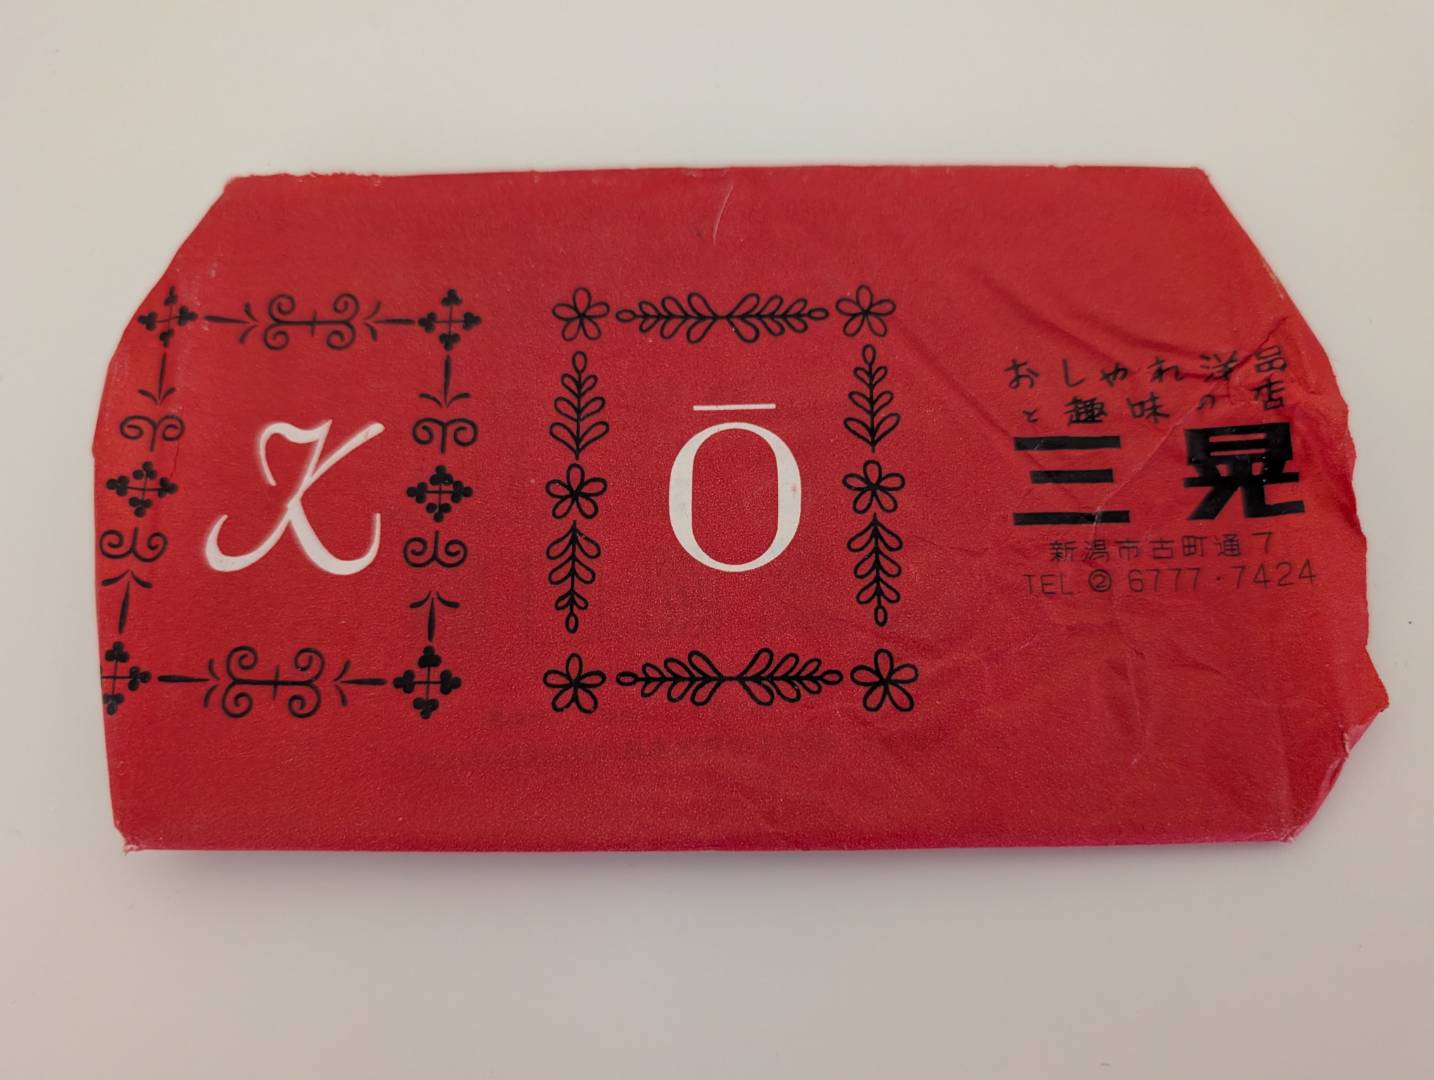 K
Ō
おしゃれ洋品
と趣味の店
三晃
新潟市古町通7
TEL ② 6777・7424